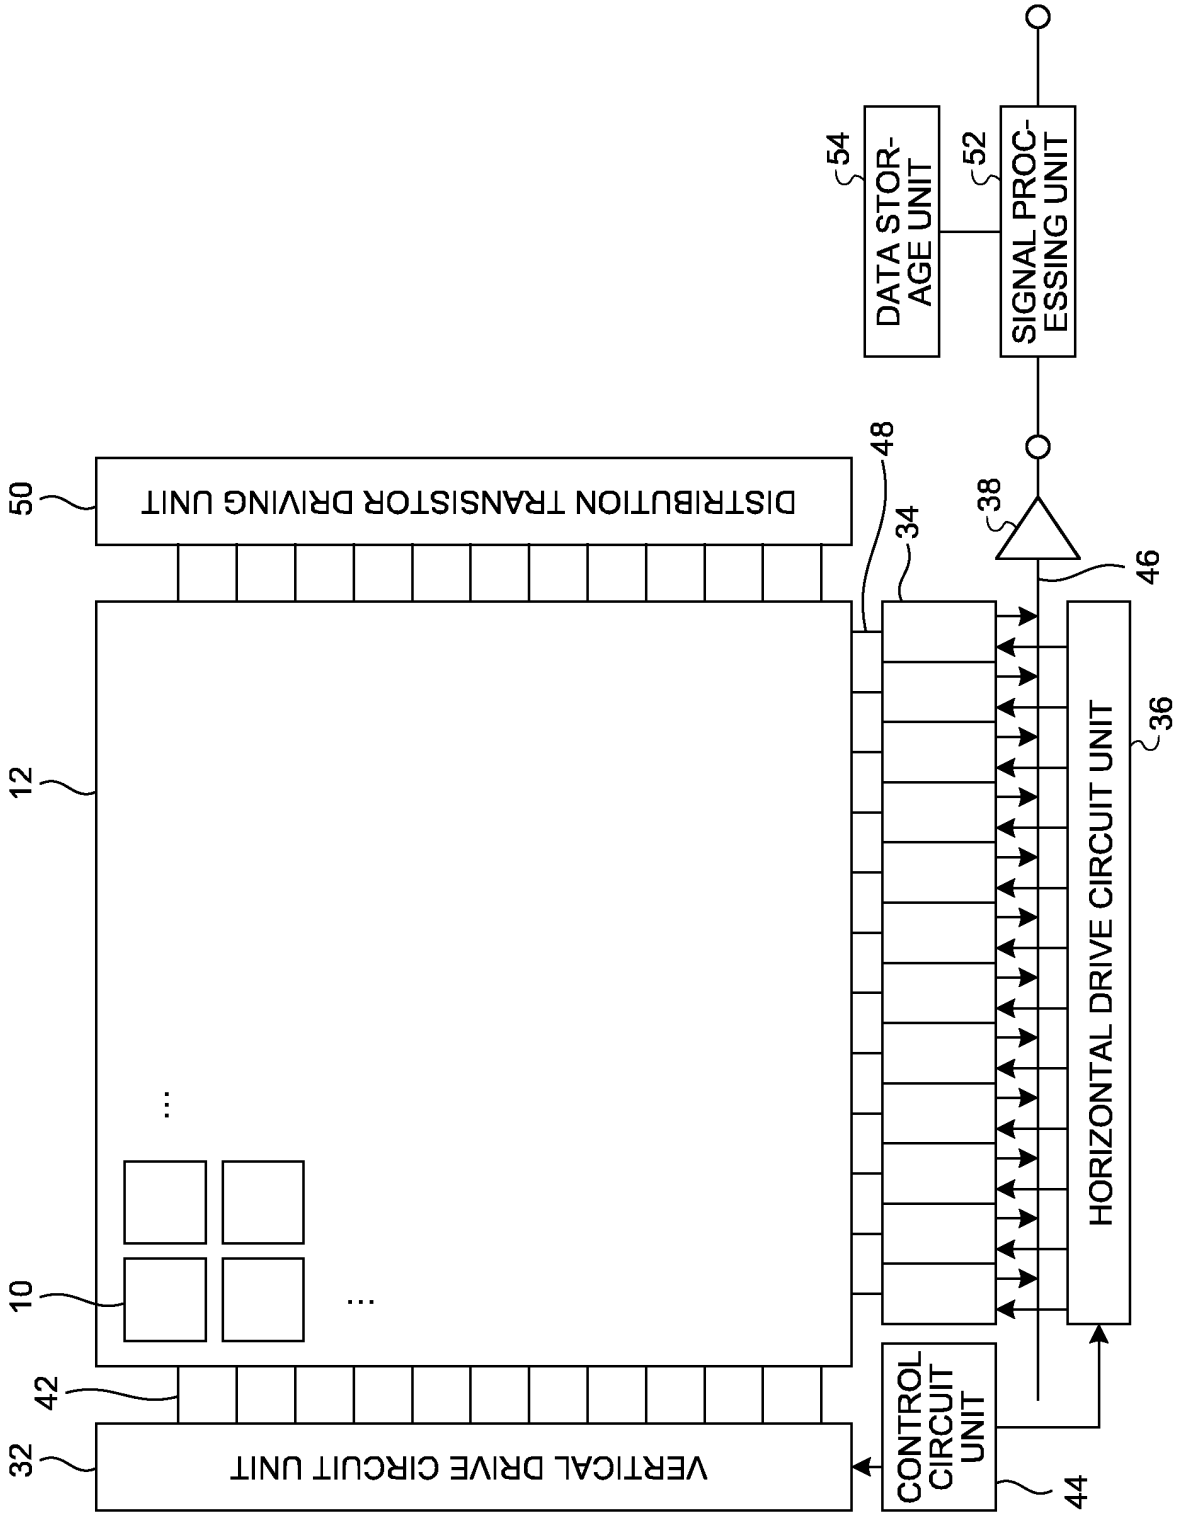 50
DISTRIBUTION TRANSISTOR DRIVING UNIT
12
10
...
...
42
32
VERTICAL DRIVE CIRCUIT UNIT
48
34
54
DATA STOR-
AGE UNIT
52
SIGNAL PROC-
ESSING UNIT
38
46
HORIZONTAL DRIVE CIRCUIT UNIT
36
CONTROL
CIRCUIT
UNIT
44